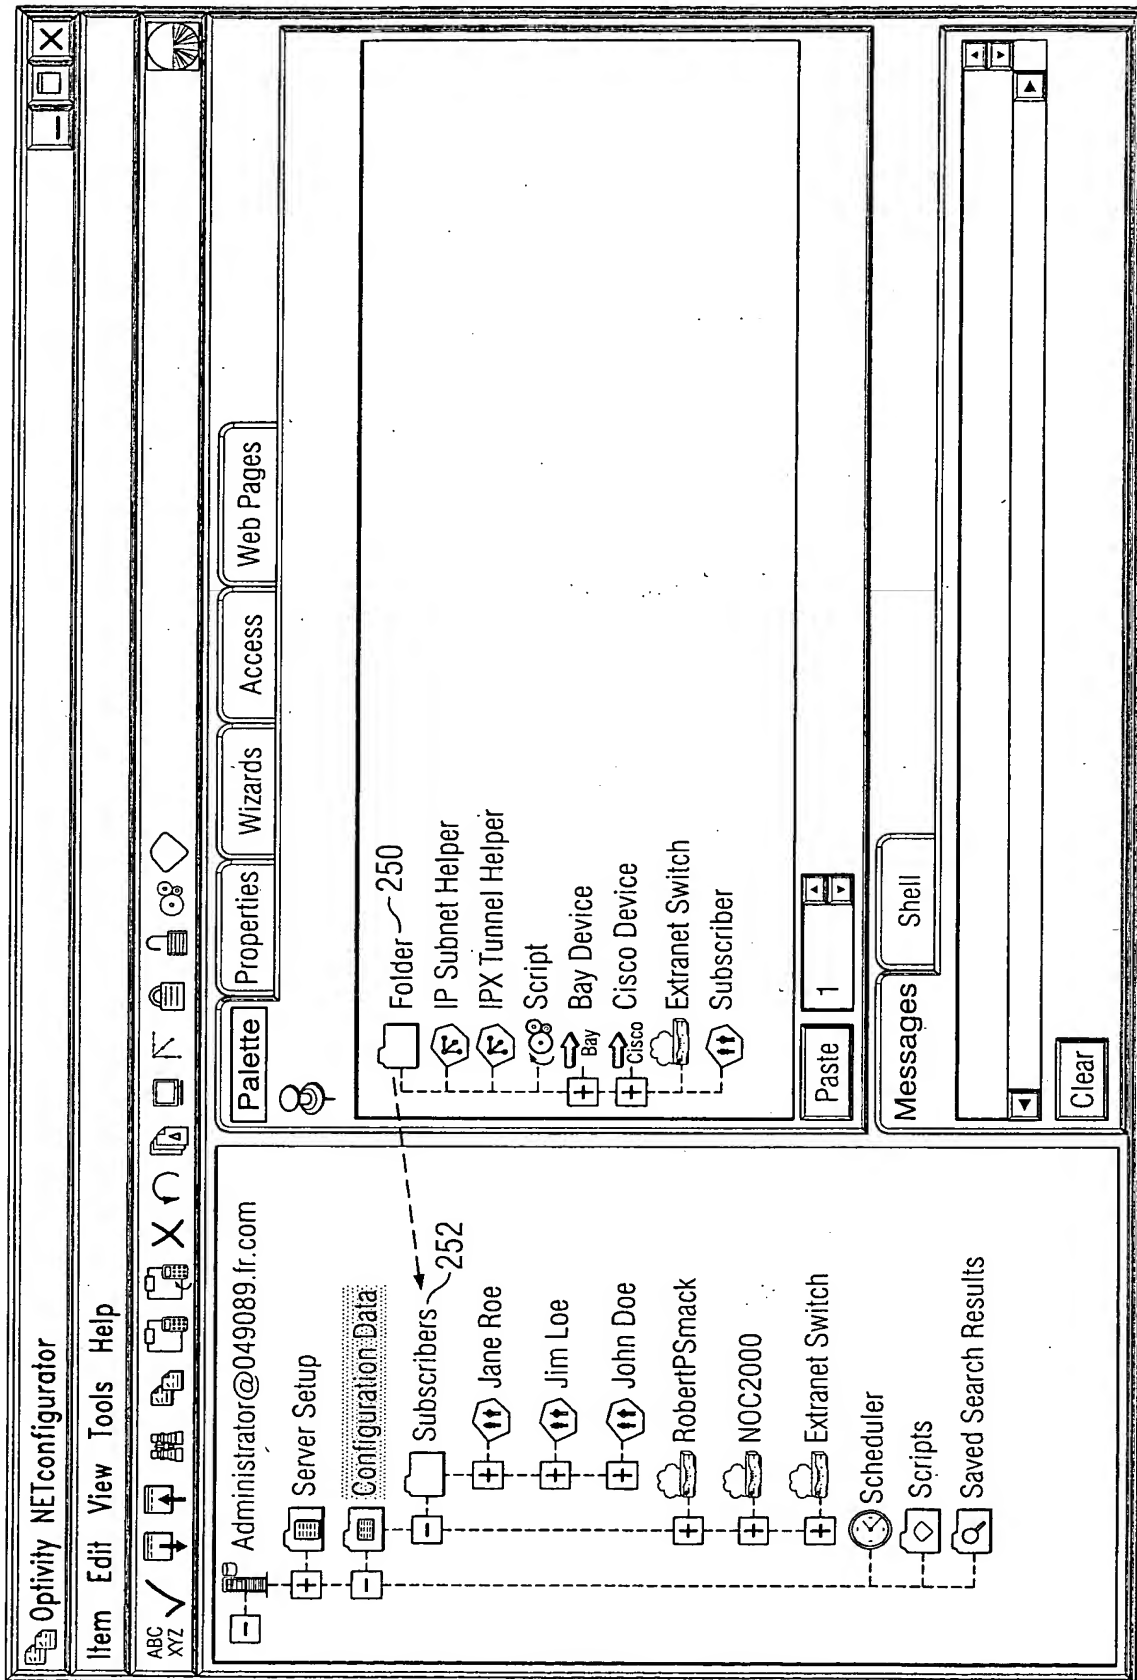 Optivity NETconfigurator
Item Edit View Tools Help
ABC
XYZ
Administrator@049089.fr.com
Server Setup
Configuration Data
Subscribers 252
Jane Roe
Jim Loe
John Doe
RobertPSmack
NOC2000
Extranet Switch
Scheduler
Scripts
Saved Search Results
Palette Properties Wizards Access Web Pages
Folder 250
IP Subnet Helper
IPX Tunnel Helper
Script
Bay Bay Device
Cisco Cisco Device
Extranet Switch
Subscriber
Paste 1
Messages Shell
Clear